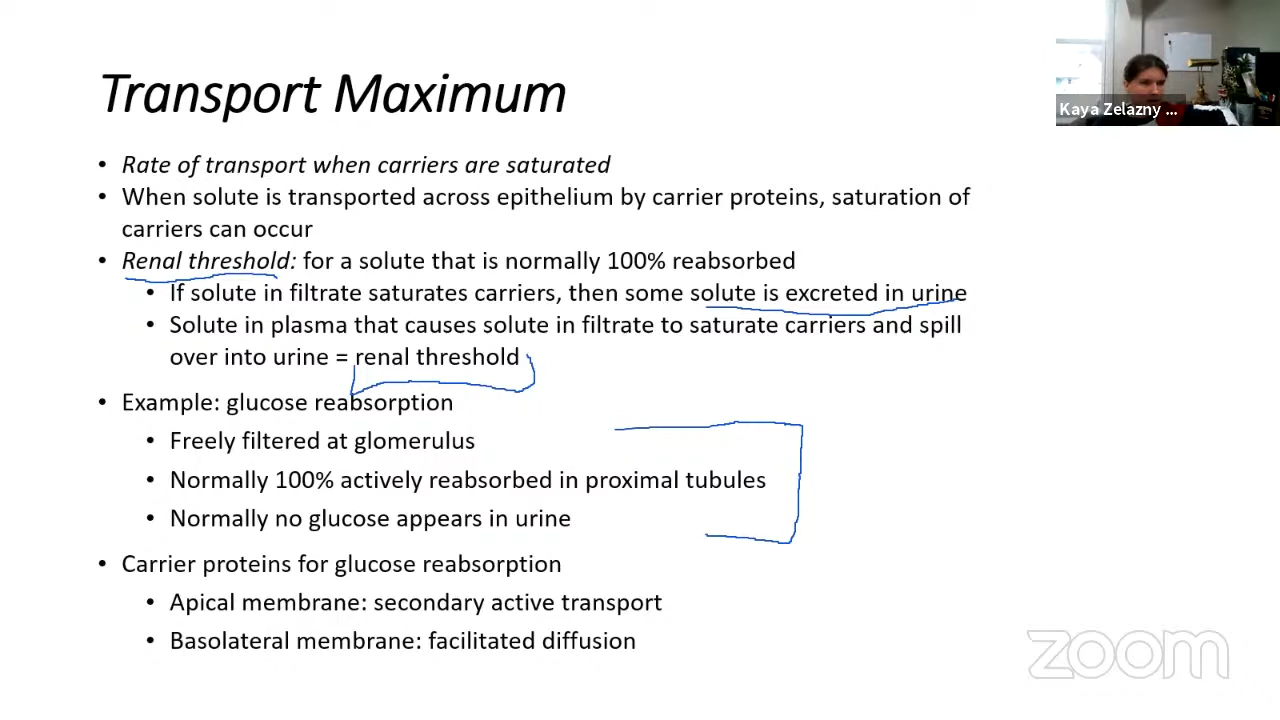 Transport Maximum
Kaya Zelazny ...
• Rate of transport when carriers are saturated
• When solute is transported across epithelium by carrier proteins, saturation of
carriers can occur
• Renal threshold: for a solute that is normally 100% reabsorbed
• If solute in filtrate saturates carriers, then some solute is excreted in urine
• Solute in plasma that causes solute in filtrate to saturate carriers and spill
over into urine = renal threshold
• Example: glucose reabsorption
• Freely filtered at glomerulus
• Normally 100% actively reabsorbed in proximal tubules
• Normally no glucose appears in urine
• Carrier proteins for glucose reabsorption
• Apical membrane: secondary active transport
• Basolateral membrane: facilitated diffusion
zoom